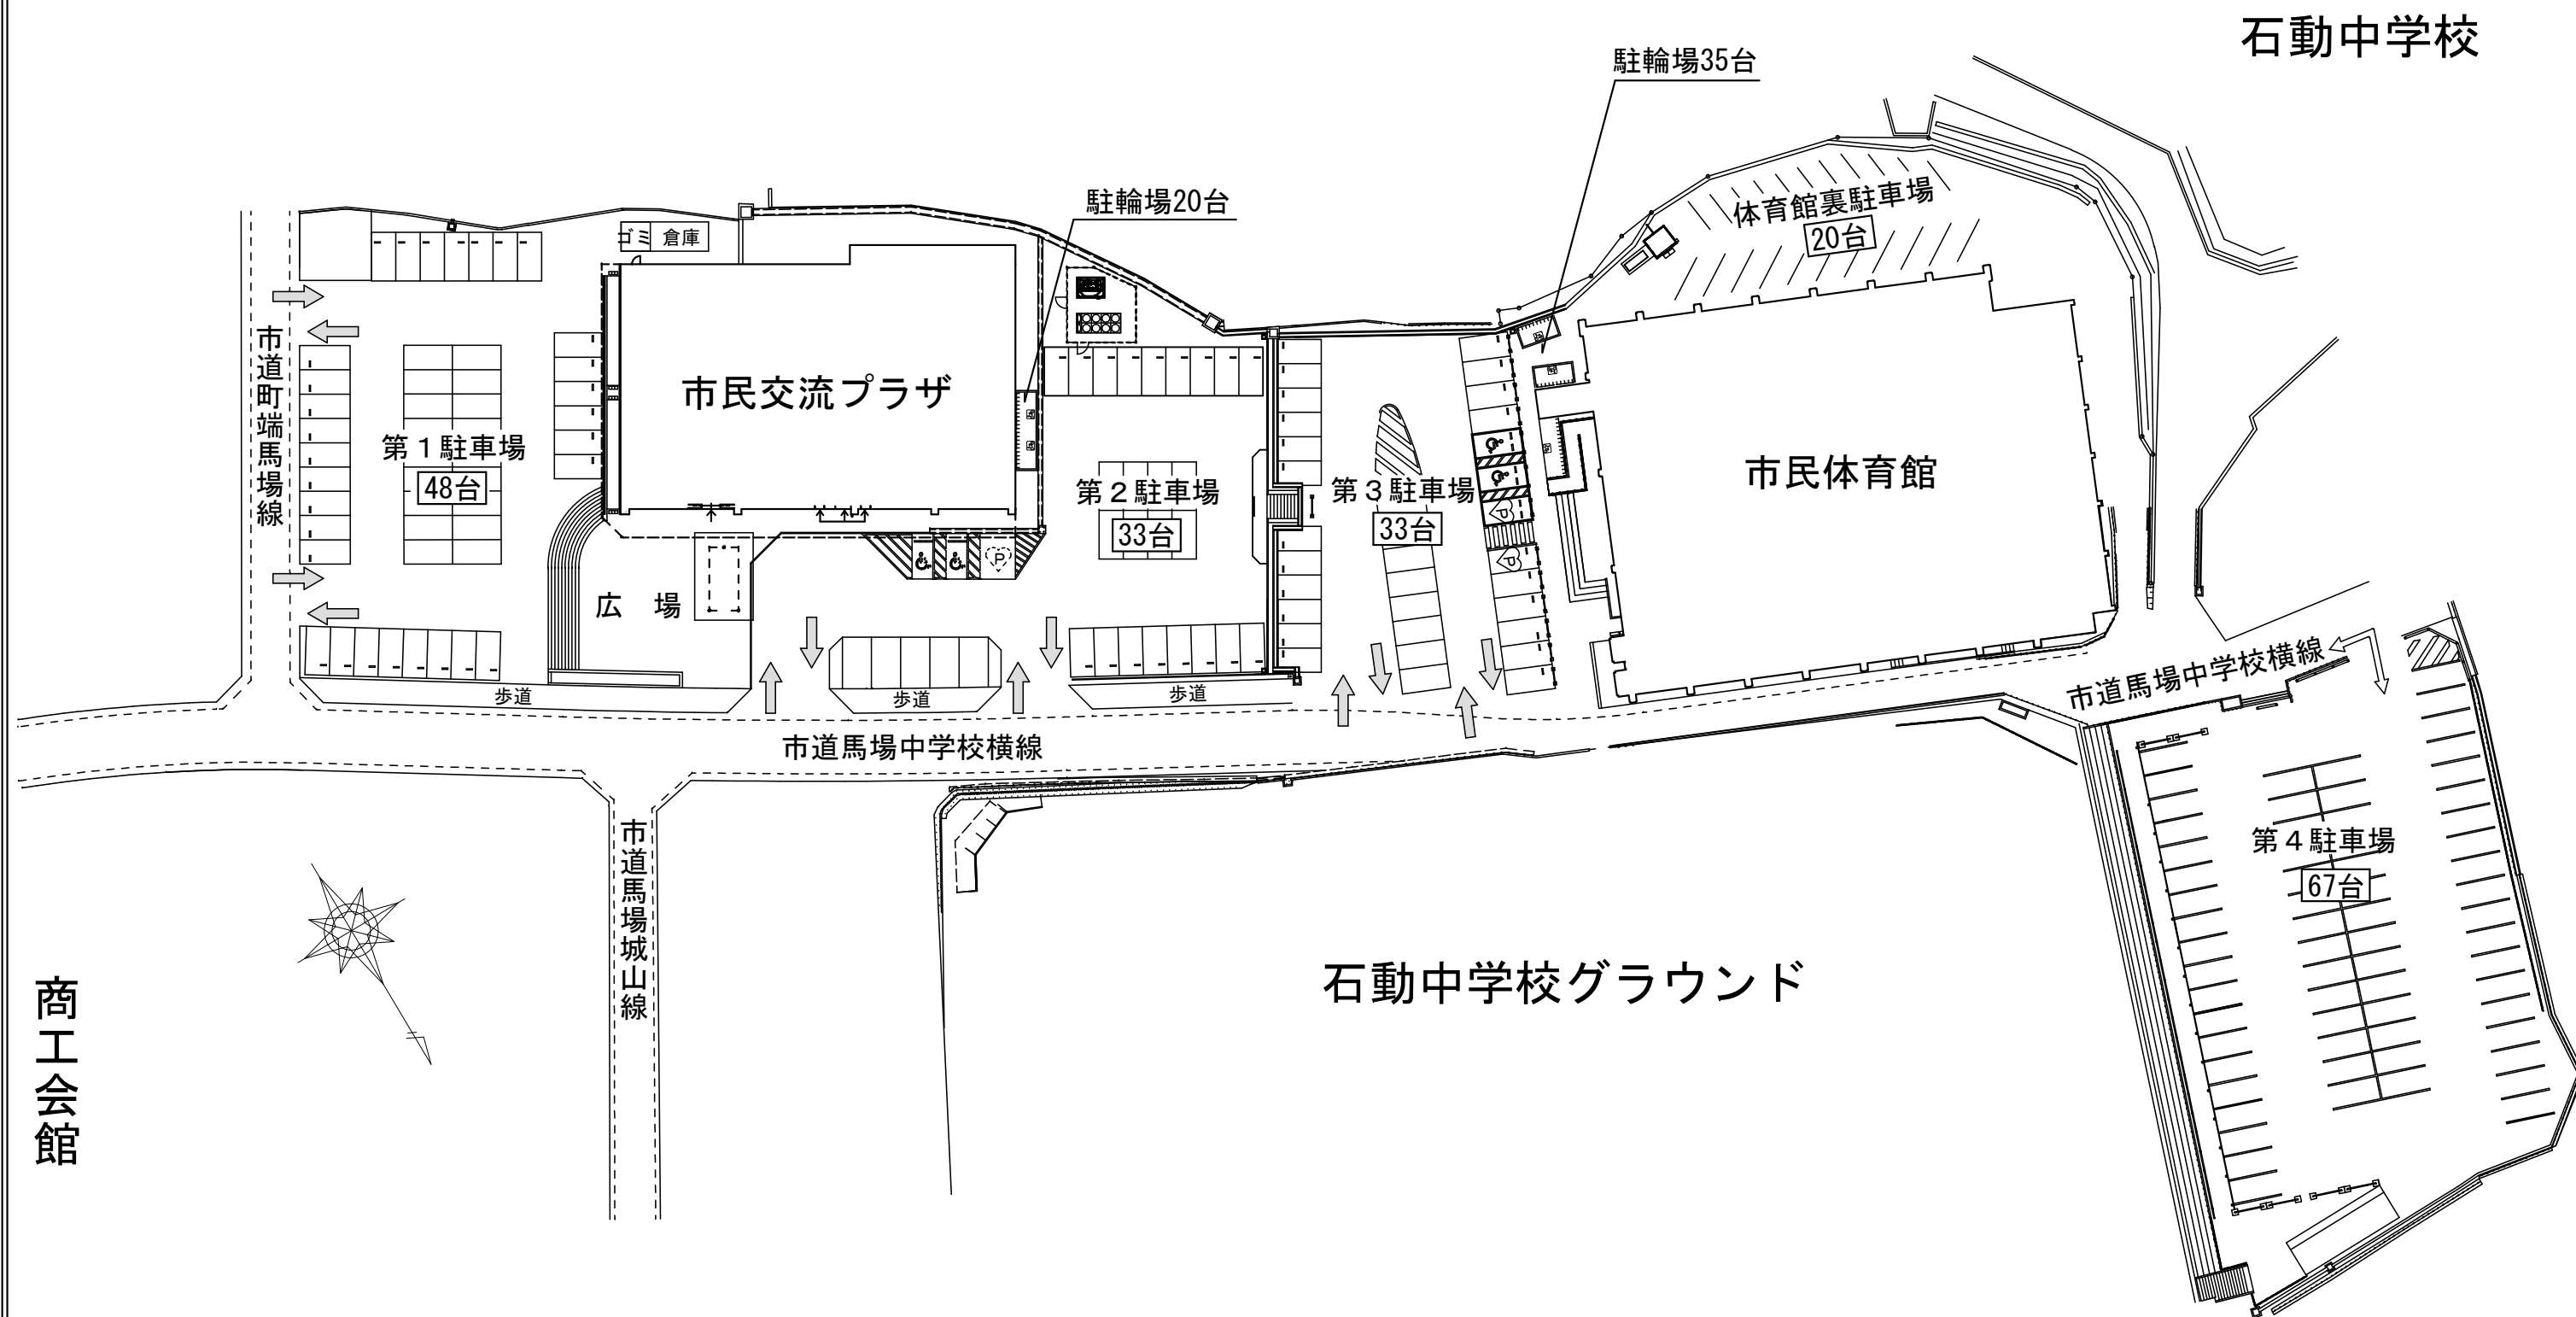 石動中学校
駐輪場35台
駐輪場20台
体育館裏駐車場
20台
ゴミ 倉庫
市道町端馬場線
市民交流プラザ
第1駐車場
48台
第2駐車場
33台
第3駐車場
33台
市民体育館
P
P
P
広　場
歩道
歩道
歩道
市道馬場中学校横線
市道馬場中学校横線
市道馬場城山線
第4駐車場
67台
石動中学校グラウンド
商工会館